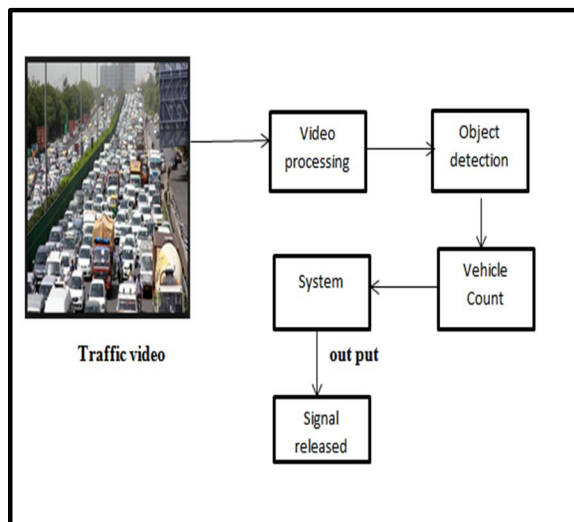 Traffic video
Video
processing
Object
detection
Vehicle
Count
System
out put
Signal
released